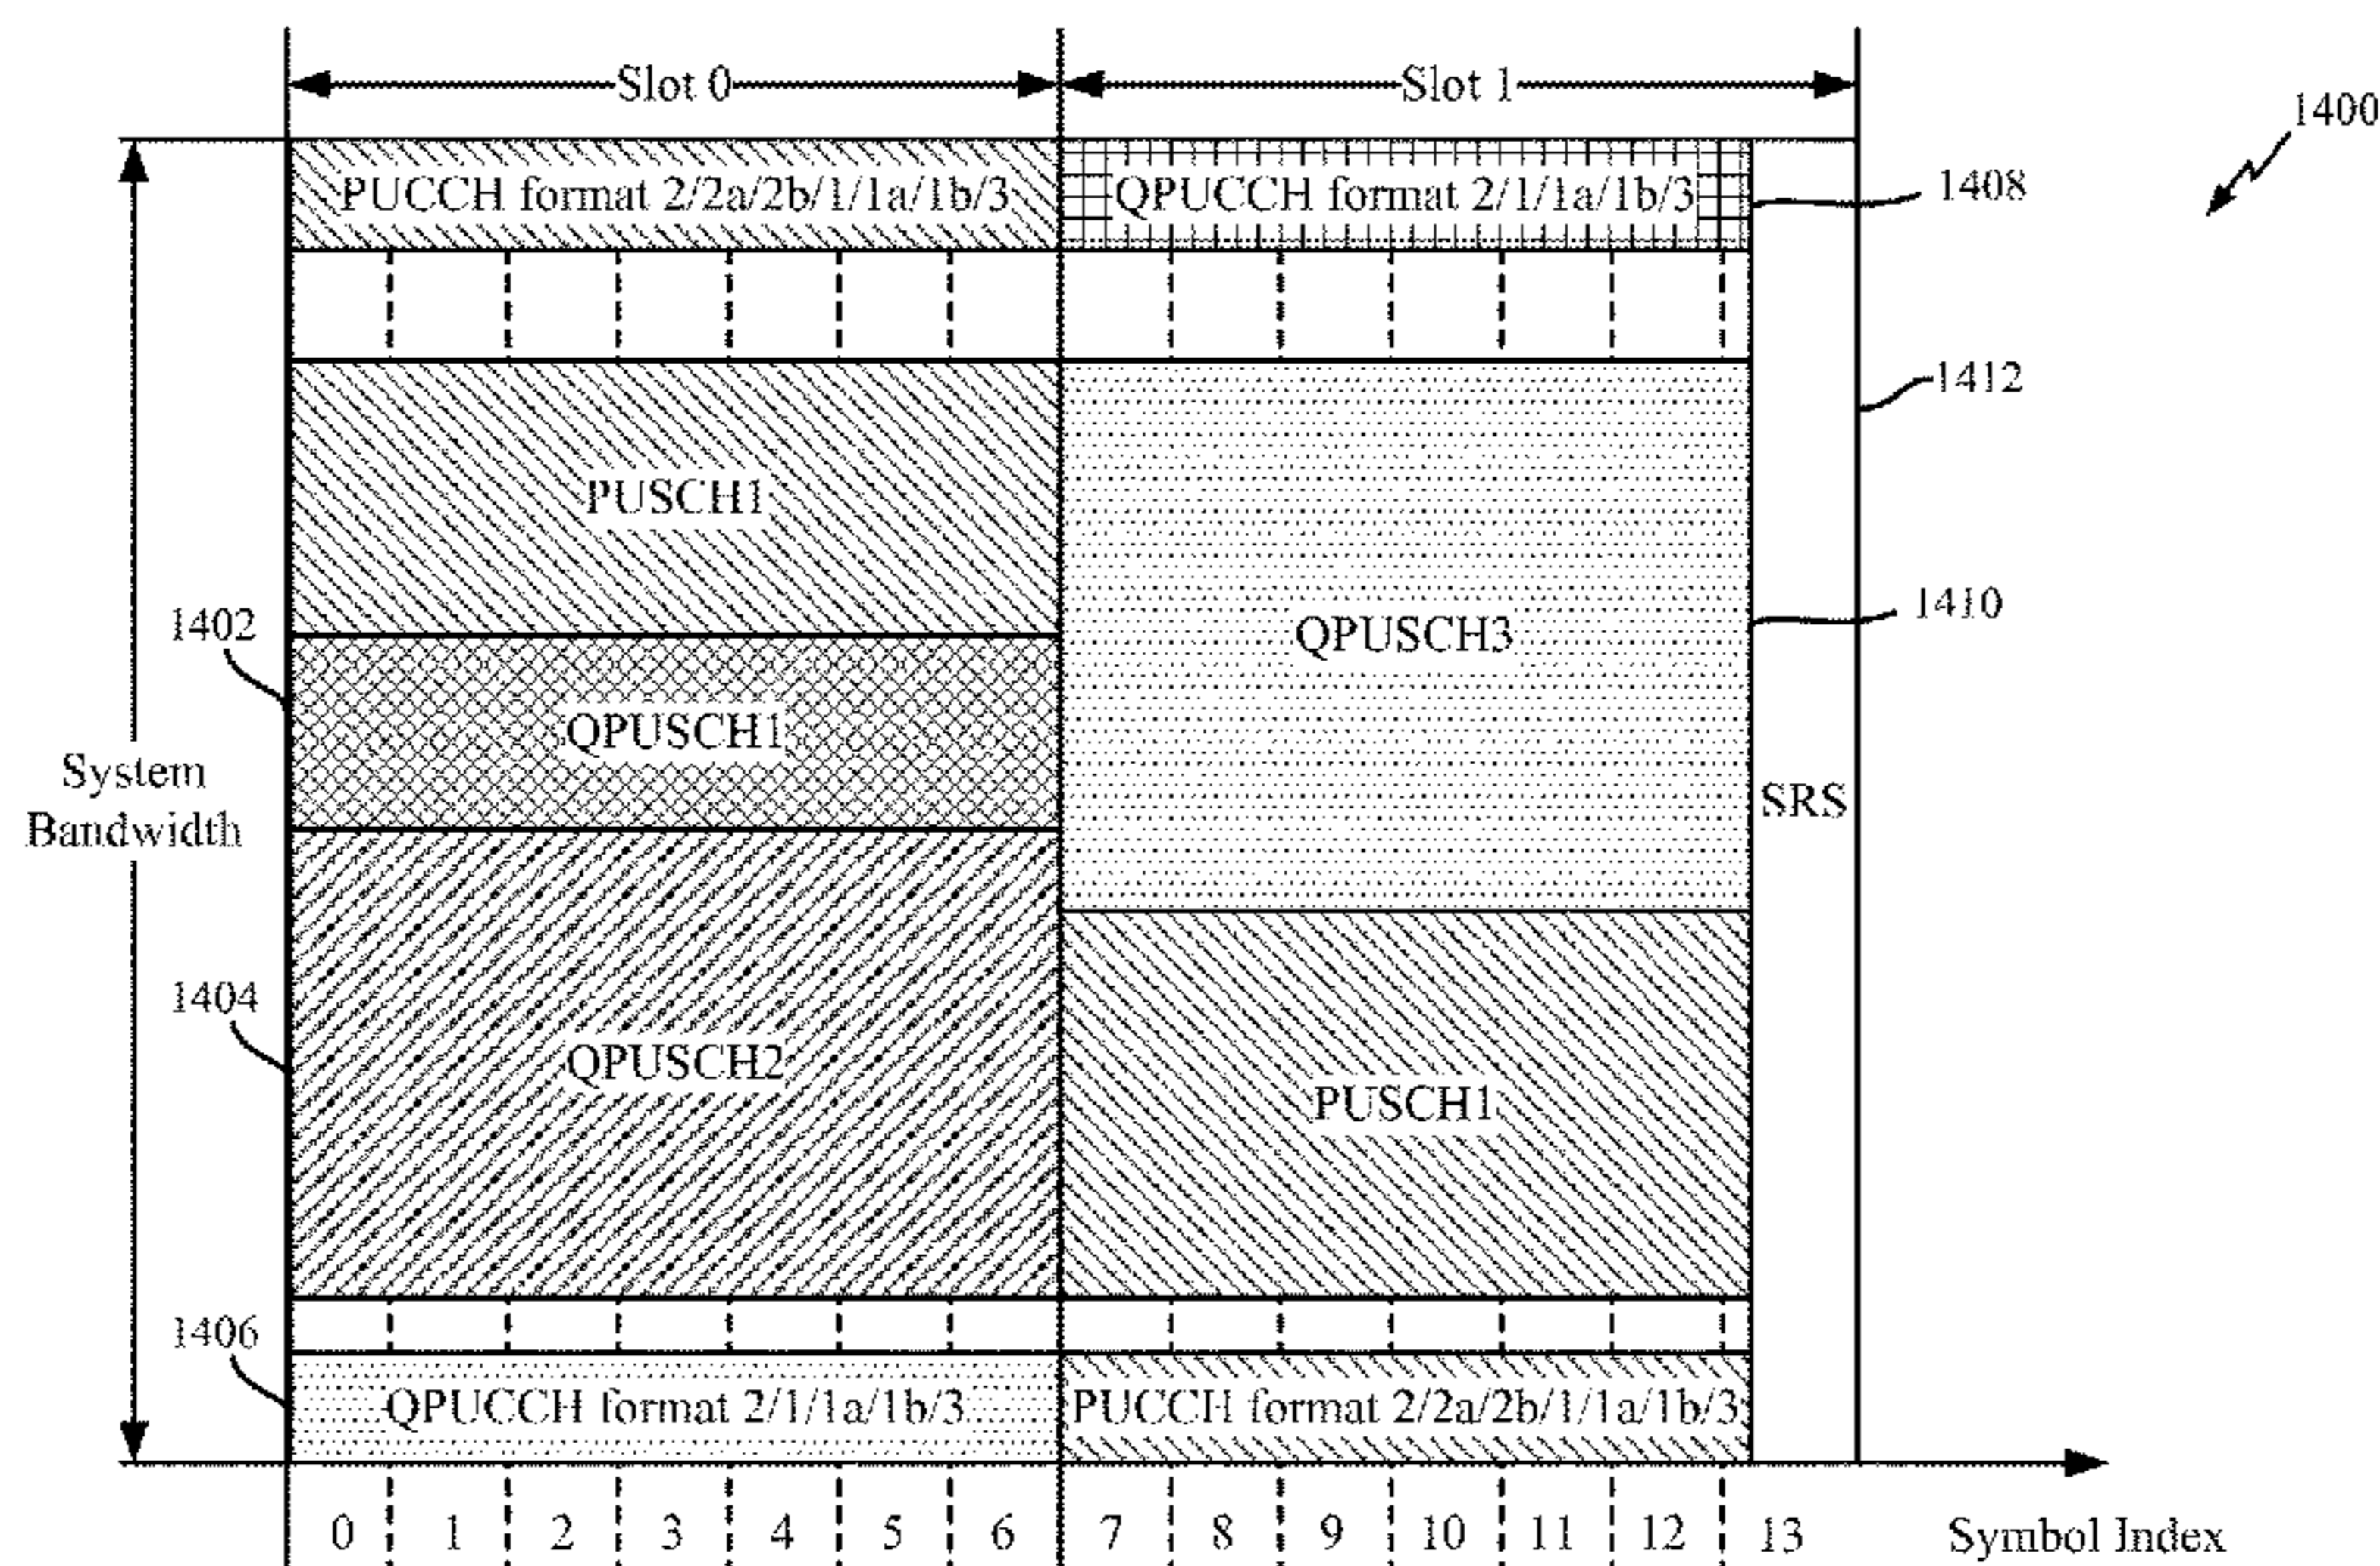 Slot 0
Slot 1
1400
PUCCH format 2/2a/2b/1/1a/1b/3
QPUCCH format 2/1/1a/1b/3
1408
1412
PUSCH1
1402
QPUSCH3
1410
QPUSCH1
System
Bandwidth
SRS
1404
QPUSCH2
PUSCH1
1406
QPUCCH format 2/1/1a/1b/3
PUCCH format 2/2a/2b/1/1a/1b/3
0 1 2 3 4 5 6 7 8 9 10 11 12 13 Symbol Index